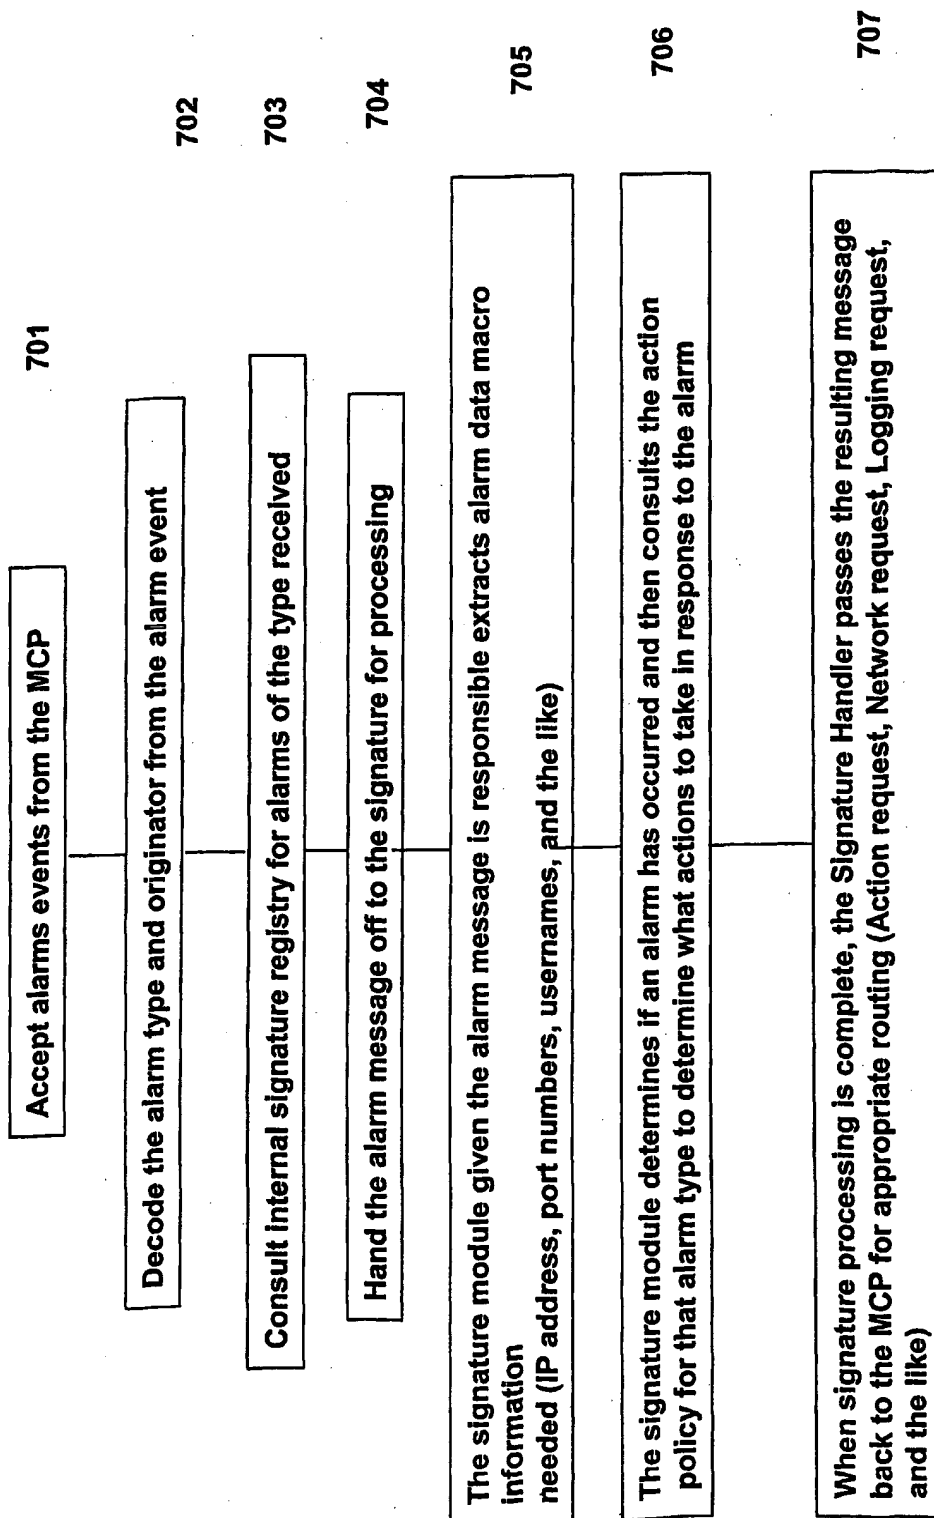 Accept alarms events from the MCP
701
Decode the alarm type and originator from the alarm event
702
Consult internal signature registry for alarms of the type received
703
Hand the alarm message off to the signature for processing
704
The signature module given the alarm message is responsible extracts alarm data macro
information
needed (IP address, port numbers, usernames, and the like)
705
The signature module determines if an alarm has occurred and then consults the action
policy for that alarm type to determine what actions to take in response to the alarm
706
When signature processing is complete, the Signature Handler passes the resulting message
back to the MCP for appropriate routing (Action request, Network request, Logging request,
and the like)
707